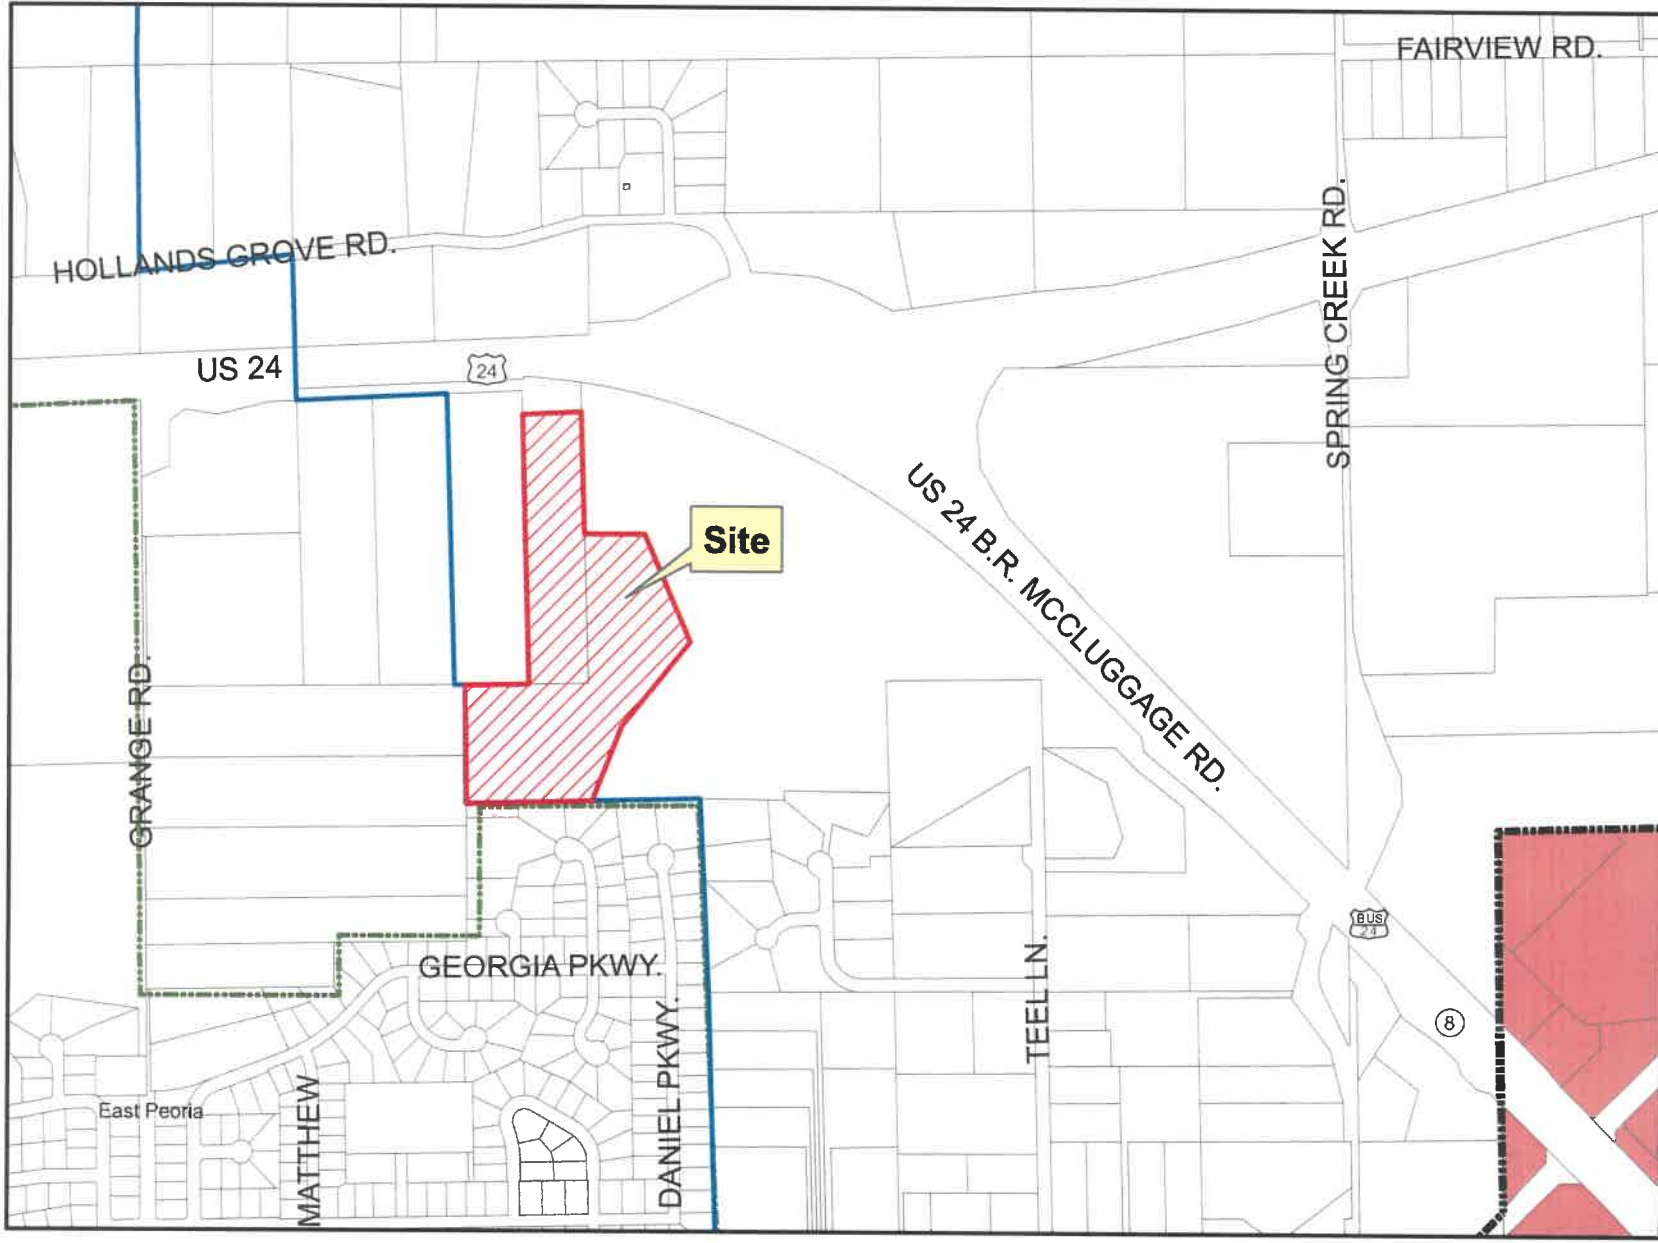 FAIRVIEW RD.
HOLLANDS GROVE RD.
SPRING CREEK RD.
US 24
24
Site
US 24 B.R. MCCLUGGAGE RD.
GRANGE RD.
BUS
24
GEORGIA PKWY.
TEEL LN.
8
DANIEL PKWY.
East Peoria
MATTHEW